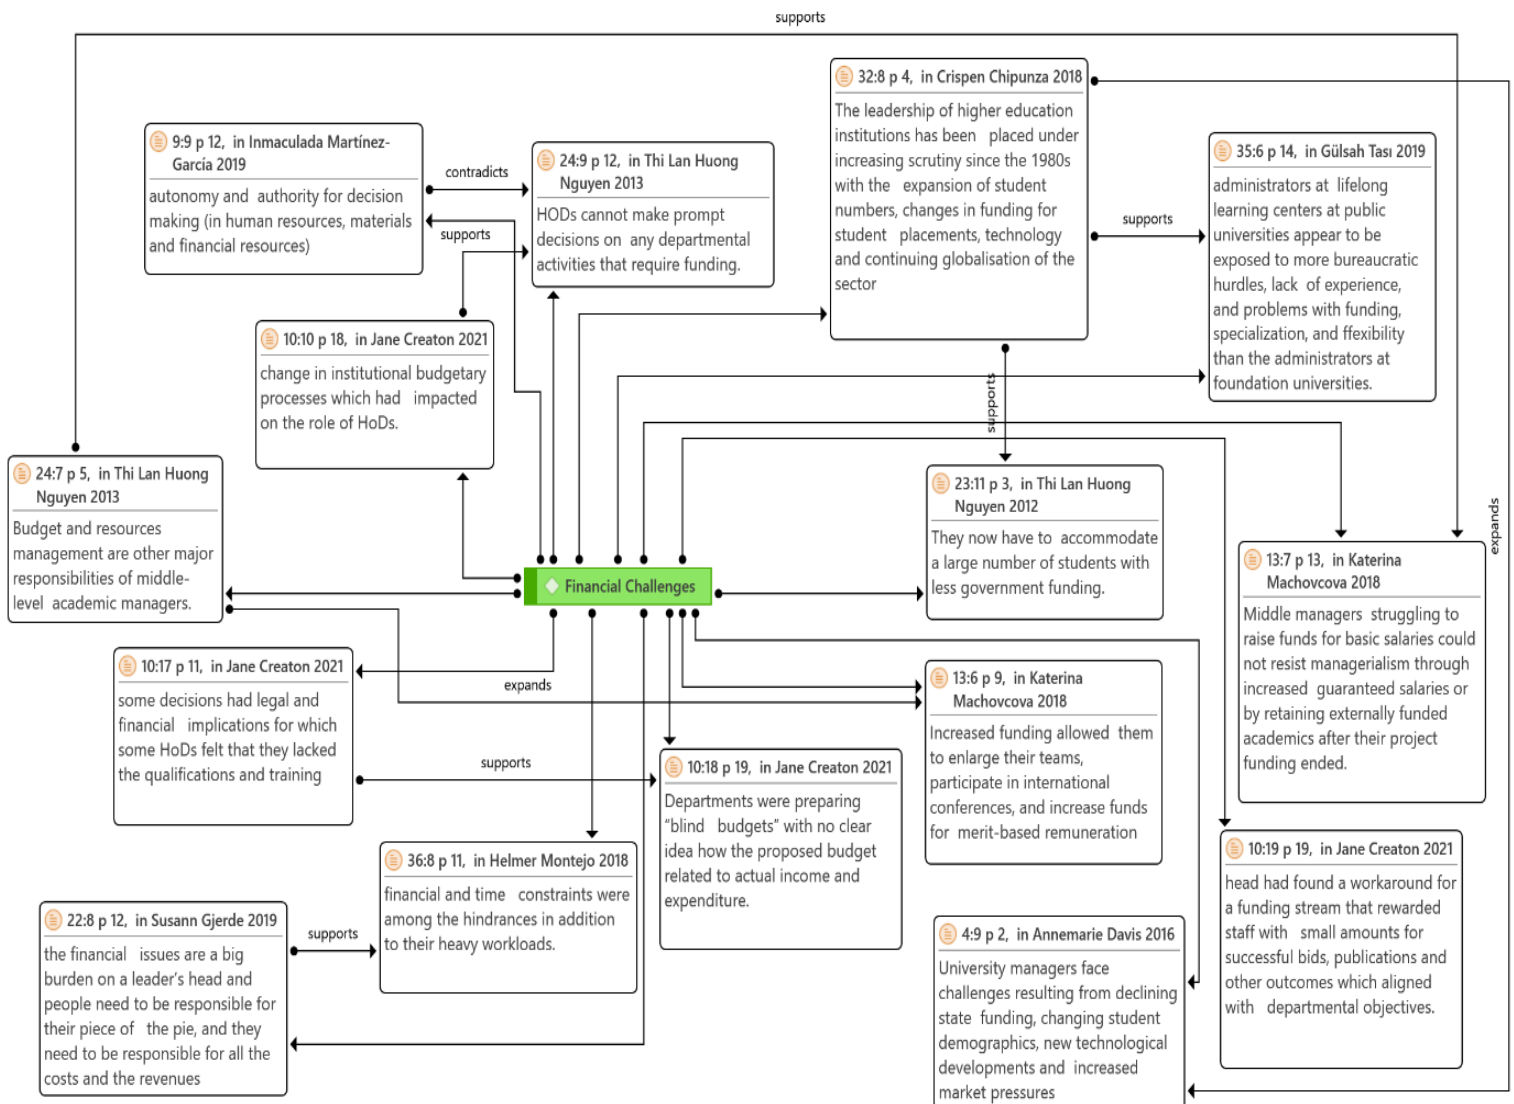 supports
32:8 p 4, in Crispen Chipunza 2018
The leadership of higher education
institutions has been placed under
increasing scrutiny since the 1980s
with the expansion of student
numbers, changes in funding for
student placements, technology
and continuing globalisation of the
sector
9:9 p 12, in Inmaculada Martínez-
García 2019
autonomy and authority for decision
making (in human resources, materials
and financial resources)
contradicts
supports
24:9 p 12, in Thi Lan Huong
Nguyen 2013
HODs cannot make prompt
decisions on any departmental
activities that require funding.
supports
35:6 p 14, in Gülsah Tası 2019
administrators at lifelong
learning centers at public
universities appear to be
exposed to more bureaucratic
hurdles, lack of experience,
and problems with funding,
specialization, and ffexibility
than the administrators at
foundation universities.
10:10 p 18, in Jane Creaton 2021
change in institutional budgetary
processes which had impacted
on the role of HoDs.
supports
24:7 p 5, in Thi Lan Huong
Nguyen 2013
Budget and resources
management are other major
responsibilities of middle-
level academic managers.
23:11 p 3, in Thi Lan Huong
Nguyen 2012
They now have to accommodate
a large number of students with
less government funding.
expands
13:7 p 13, in Katerina
Machovcova 2018
Middle managers struggling to
raise funds for basic salaries could
not resist managerialism through
increased guaranteed salaries or
by retaining externally funded
academics after their project
funding ended.
Financial Challenges
10:17 p 11, in Jane Creaton 2021
some decisions had legal and
financial implications for which
some HoDs felt that they lacked
the qualifications and training
expands
supports
13:6 p 9, in Katerina
Machovcova 2018
Increased funding allowed them
to enlarge their teams,
participate in international
conferences, and increase funds
for merit-based remuneration
10:18 p 19, in Jane Creaton 2021
Departments were preparing
"blind budgets" with no clear
idea how the proposed budget
related to actual income and
expenditure.
36:8 p 11, in Helmer Montejo 2018
financial and time constraints were
among the hindrances in addition
to their heavy workloads.
10:19 p 19, in Jane Creaton 2021
head had found a workaround for
a funding stream that rewarded
staff with small amounts for
successful bids, publications and
other outcomes which aligned
with departmental objectives.
22:8 p 12, in Susann Gjerde 2019
the financial issues are a big
burden on a leader's head and
people need to be responsible for
their piece of the pie, and they
need to be responsible for all the
costs and the revenues
supports
4:9 p 2, in Annemarie Davis 2016
University managers face
challenges resulting from declining
state funding, changing student
demographics, new technological
developments and increased
market pressures